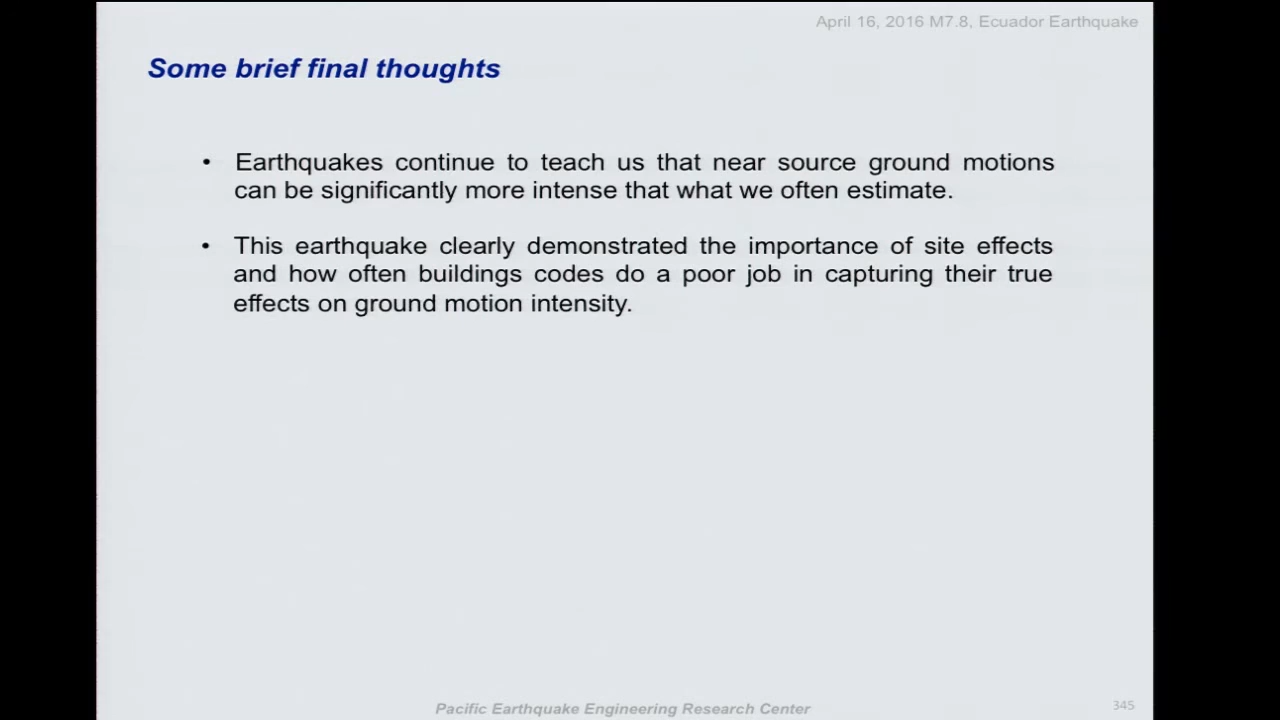 April 16, 2016 M7.8, Ecuador Earthquake
Some brief final thoughts
• Earthquakes continue to teach us that near source ground motions
can be significantly more intense that what we often estimate.
• This earthquake clearly demonstrated the importance of site effects
and how often buildings codes do a poor job in capturing their true
effects on ground motion intensity.
Pacific Earthquake Engineering Research Center
345